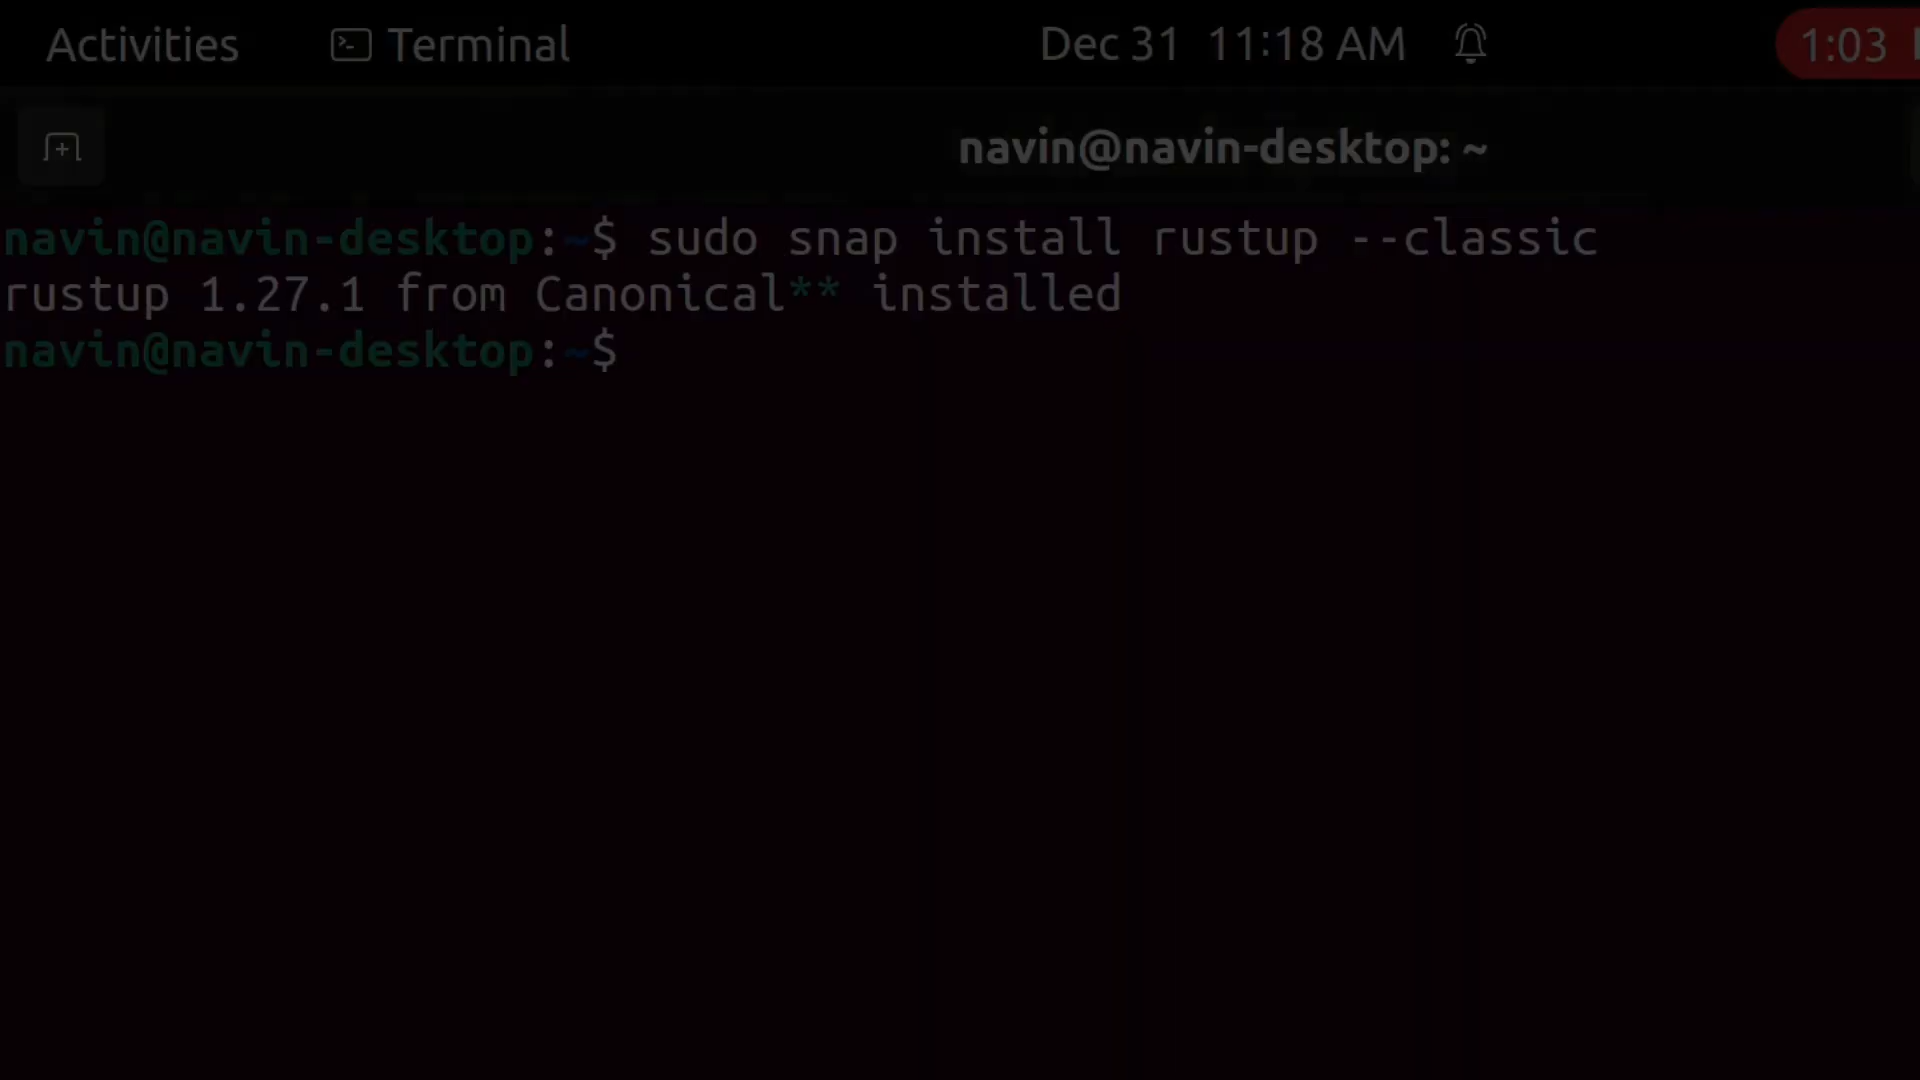 Activities Terminal Dec 31 11:18 AM 1:03
navin@navin-desktop: ~
navin@navin-desktop:~$ sudo snap install rustup --classic
rustup 1.27.1 from Canonical** installed
navin@navin-desktop:~$